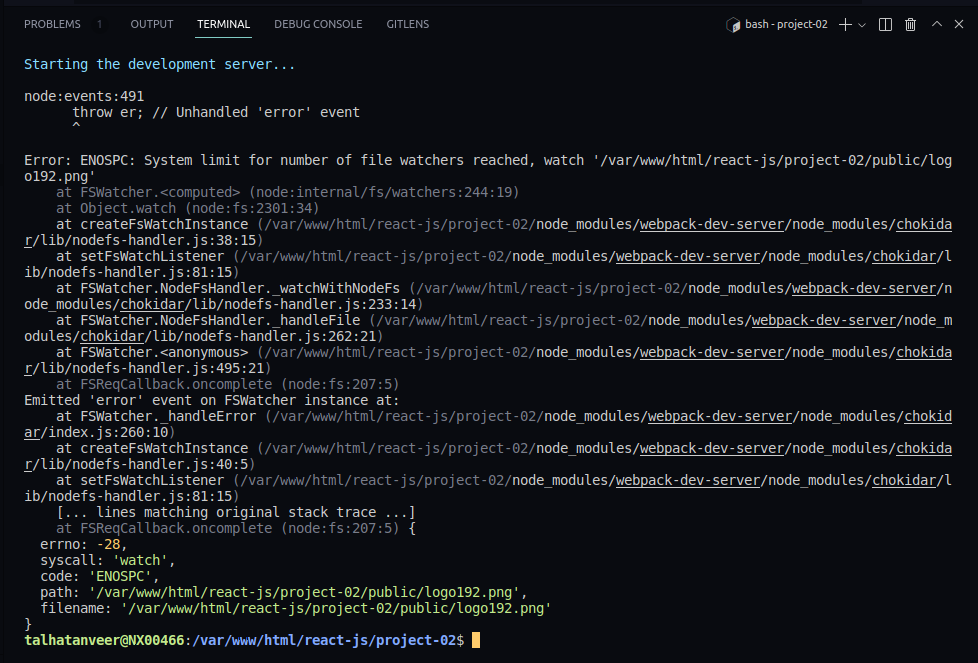 PROBLEMS 1 OUTPUT TERMINAL DEBUG CONSOLE GITLENS bash - project-02
Starting the development server...
node:events:491
      throw er; // Unhandled 'error' event
      ^
Error: ENOSPC: System limit for number of file watchers reached, watch '/var/www/html/react-js/project-02/public/log
o192.png'
    at FSWatcher.<computed> (node:internal/fs/watchers:244:19)
    at Object.watch (node:fs:2301:34)
    at createFsWatchInstance (/var/www/html/react-js/project-02/node_modules/webpack-dev-server/node_modules/chokida
r/lib/nodefs-handler.js:38:15)
    at setFsWatchListener (/var/www/html/react-js/project-02/node_modules/webpack-dev-server/node_modules/chokidar/l
ib/nodefs-handler.js:81:15)
    at FSWatcher.NodeFsHandler._watchWithNodeFs (/var/www/html/react-js/project-02/node_modules/webpack-dev-server/n
ode_modules/chokidar/lib/nodefs-handler.js:233:14)
    at FSWatcher.NodeFsHandler._handleFile (/var/www/html/react-js/project-02/node_modules/webpack-dev-server/node_m
odules/chokidar/lib/nodefs-handler.js:262:21)
    at FSWatcher.<anonymous> (/var/www/html/react-js/project-02/node_modules/webpack-dev-server/node_modules/chokida
r/lib/nodefs-handler.js:495:21)
    at FSReqCallback.oncomplete (node:fs:207:5)
Emitted 'error' event on FSWatcher instance at:
    at FSWatcher._handleError (/var/www/html/react-js/project-02/node_modules/webpack-dev-server/node_modules/chokid
ar/index.js:260:10)
    at createFsWatchInstance (/var/www/html/react-js/project-02/node_modules/webpack-dev-server/node_modules/chokida
r/lib/nodefs-handler.js:40:5)
    at setFsWatchListener (/var/www/html/react-js/project-02/node_modules/webpack-dev-server/node_modules/chokidar/l
ib/nodefs-handler.js:81:15)
    [... lines matching original stack trace ...]
    at FSReqCallback.oncomplete (node:fs:207:5) {
  errno: -28,
  syscall: 'watch',
  code: 'ENOSPC',
  path: '/var/www/html/react-js/project-02/public/logo192.png',
  filename: '/var/www/html/react-js/project-02/public/logo192.png'
}
talhatanveer@NX00466:/var/www/html/react-js/project-02$